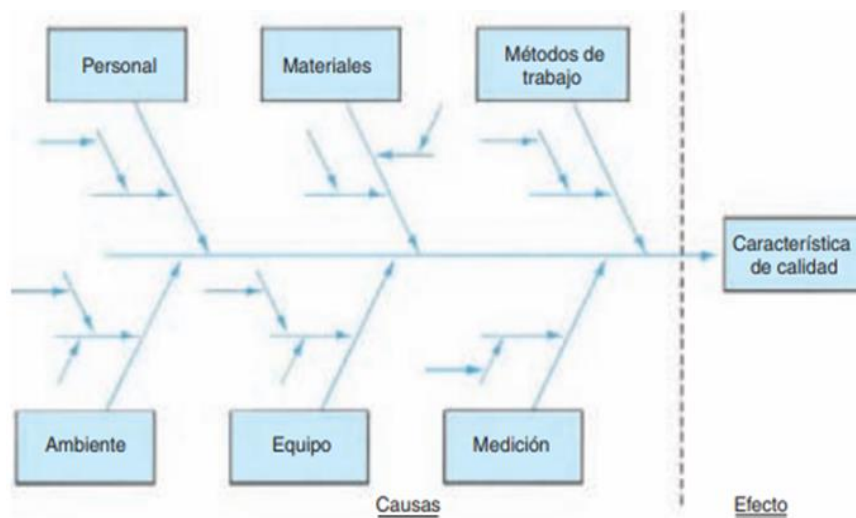 Personal
Materiales
Métodos de
trabajo
Característica
de calidad
Ambiente
Equipo
Medición
Causas
Efecto